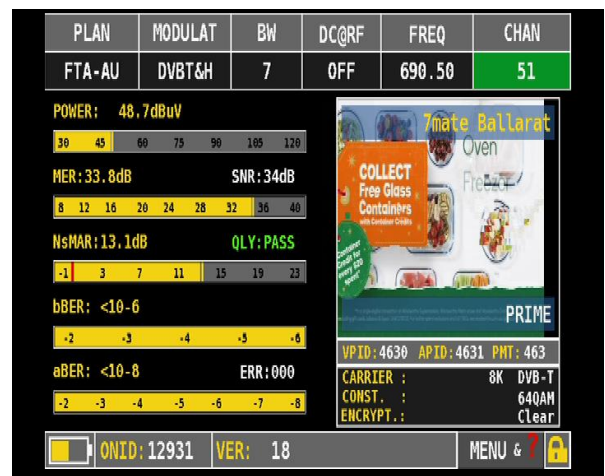 PLAN MODULAT BW DC@RF FREQ CHAN
FTA-AU DVBT&H 7 OFF 690.50 51
POWER: 48.7dBuV
30 45 60 75 90 105 120
MER:33.8dB SNR:34dB
8 12 16 20 24 28 32 36 40
NsMAR:13.1dB QLY:PASS
-1 3 7 11 15 19 23
bBER: <10-6
-2 -3 -4 -5 -6
aBER: <10-8 ERR:000
-2 -3 -4 -5 -6 -7 -8
7mate Ballarat
Oven
Freezer
COLLECT
Free Glass
Containers
with Container Credits
PRIME
VPID:4630 APID:4631 PMT: 463
CARRIER : 8K DVB-T
CONST. : 64QAM
ENCRYPT.: Clear
ONID:12931 VER: 18 MENU & ?